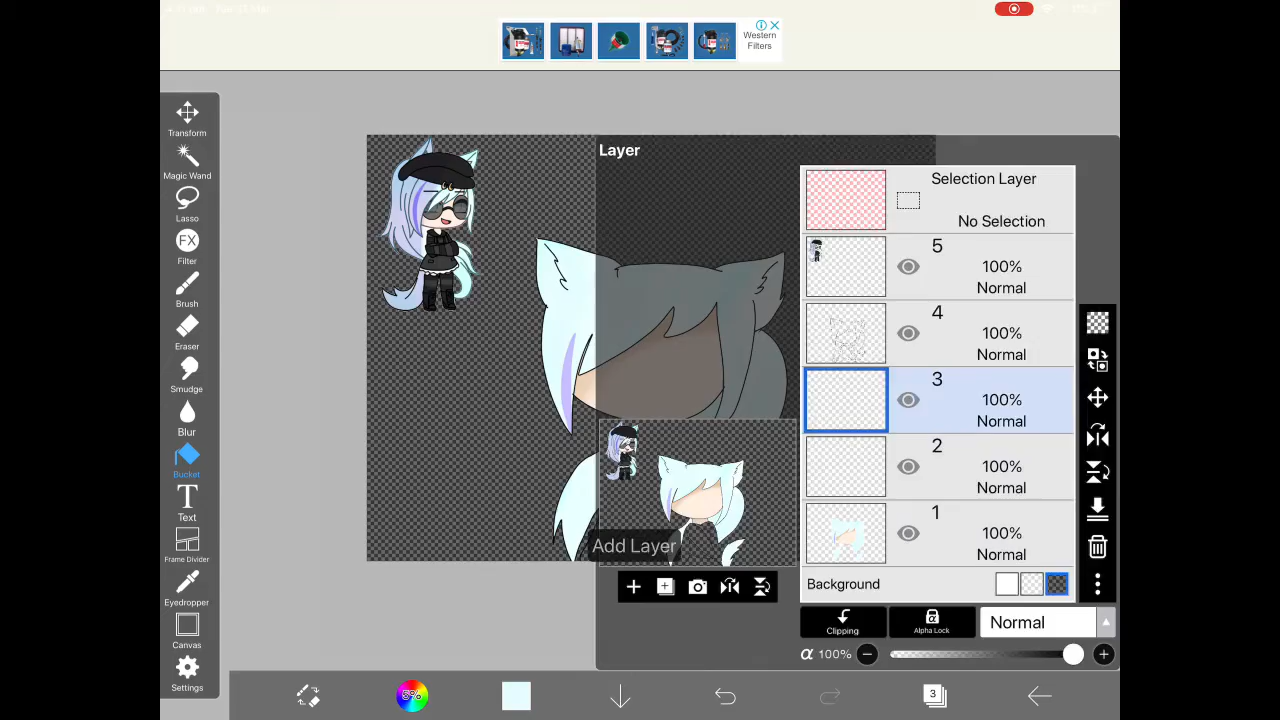 Western
Filters
Transform
Magic Wand
Lasso
FX
Filter
Brush
Eraser
Smudge
Blur
Bucket
T
Text
Frame Divider
Eyedropper
Canvas
Settings
Layer
Selection Layer
No Selection
5
100%
Normal
4
100%
Normal
3
100%
Normal
2
100%
Normal
1
100%
Normal
Background
Add Layer
Clipping
Alpha Lock
Normal
α 100%
5%
3